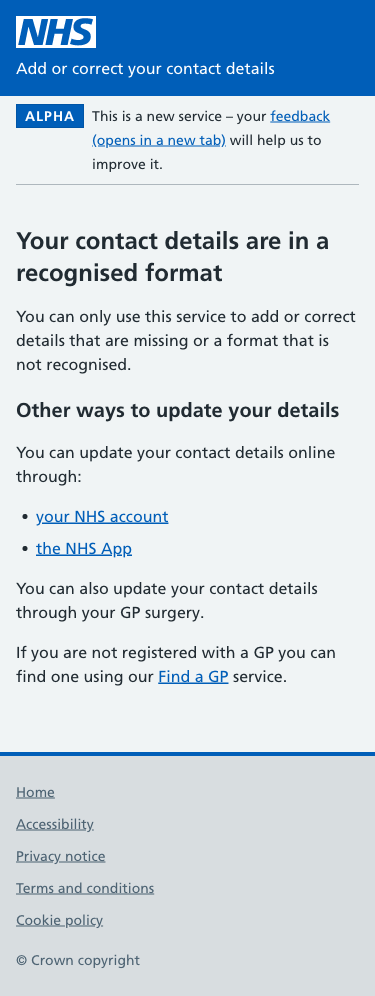 NHS
Add or correct your contact details
ALPHA
This is a new service – your feedback
(opens in a new tab) will help us to
improve it.
Your contact details are in a
recognised format
You can only use this service to add or correct
details that are missing or a format that is
not recognised.
Other ways to update your details
You can update your contact details online
through:
• your NHS account
• the NHS App
You can also update your contact details
through your GP surgery.
If you are not registered with a GP you can
find one using our Find a GP service.
Home
Accessibility
Privacy notice
Terms and conditions
Cookie policy
© Crown copyright